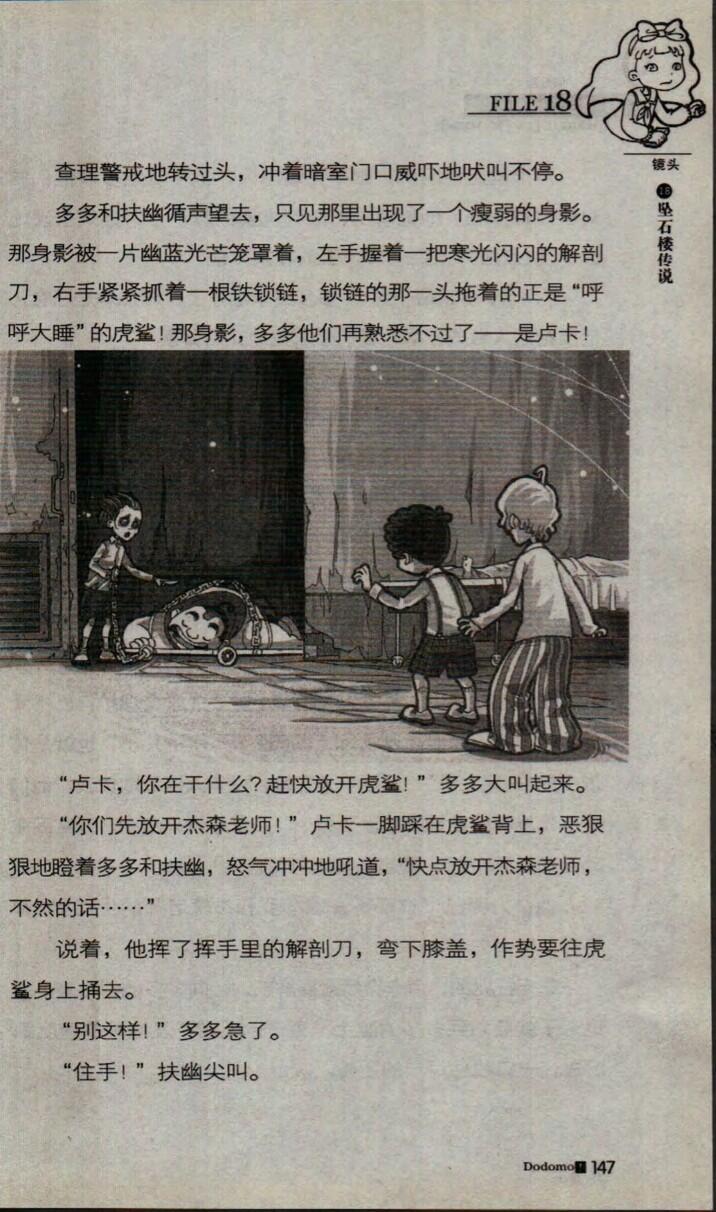 FILE 18
镜头
18 坠石楼传说
查理警戒地转过头，冲着暗室门口威吓地吠叫不停。
多多和扶幽循声望去，只见那里出现了一个瘦弱的身影。
那身影被一片幽蓝光芒笼罩着，左手握着一把寒光闪闪的解剖
刀，右手紧紧抓着一根铁锁链，锁链的那一头拖着的正是“呼
呼大睡”的虎鲨！那身影，多多他们再熟悉不过了——是卢卡！
“卢卡，你在干什么？赶快放开虎鲨！”多多大叫起来。
“你们先放开杰森老师！”卢卡一脚踩在虎鲨背上，恶狠
狠地瞪着多多和扶幽，怒气冲冲地吼道，“快点放开杰森老师，
不然的话……”
说着，他挥了挥手里的解剖刀，弯下膝盖，作势要往虎
鲨身上捅去。
“别这样！”多多急了。
“住手！”扶幽尖叫。
Dodomo 147